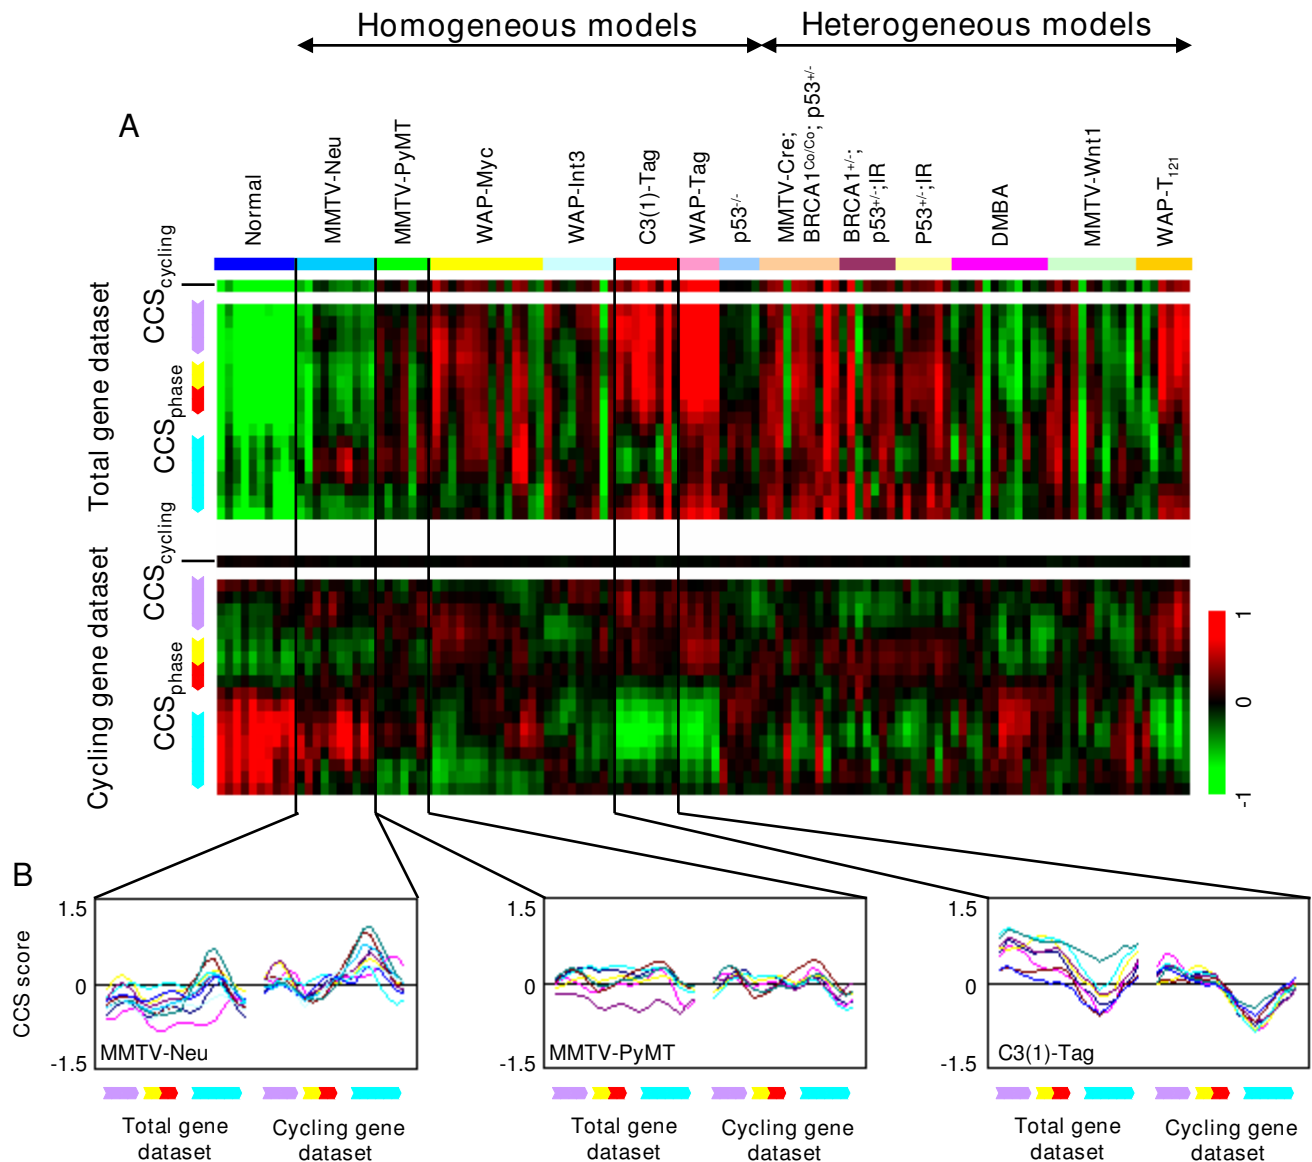 Homogeneous models
Heterogeneous models
A
Normal
MMTV-Neu
MMTV-PyMT
WAP-Myc
WAP-Int3
C3(1)-Tag
WAP-Tag
p53-/-
MMTV-Cre;
BRCA1Co/Co; p53+/-
BRCA1+/-;
p53+/-;IR
P53+/-;IR
DMBA
MMTV-Wnt1
WAP-T121
Total gene dataset
CCScycling
CCSphase
Cycling gene dataset
CCScycling
CCSphase
1
0
-1
B
CCS score
1.5
0
-1.5
MMTV-Neu
Total gene
dataset
Cycling gene
dataset
1.5
0
-1.5
MMTV-PyMT
Total gene
dataset
Cycling gene
dataset
1.5
0
-1.5
C3(1)-Tag
Total gene
dataset
Cycling gene
dataset